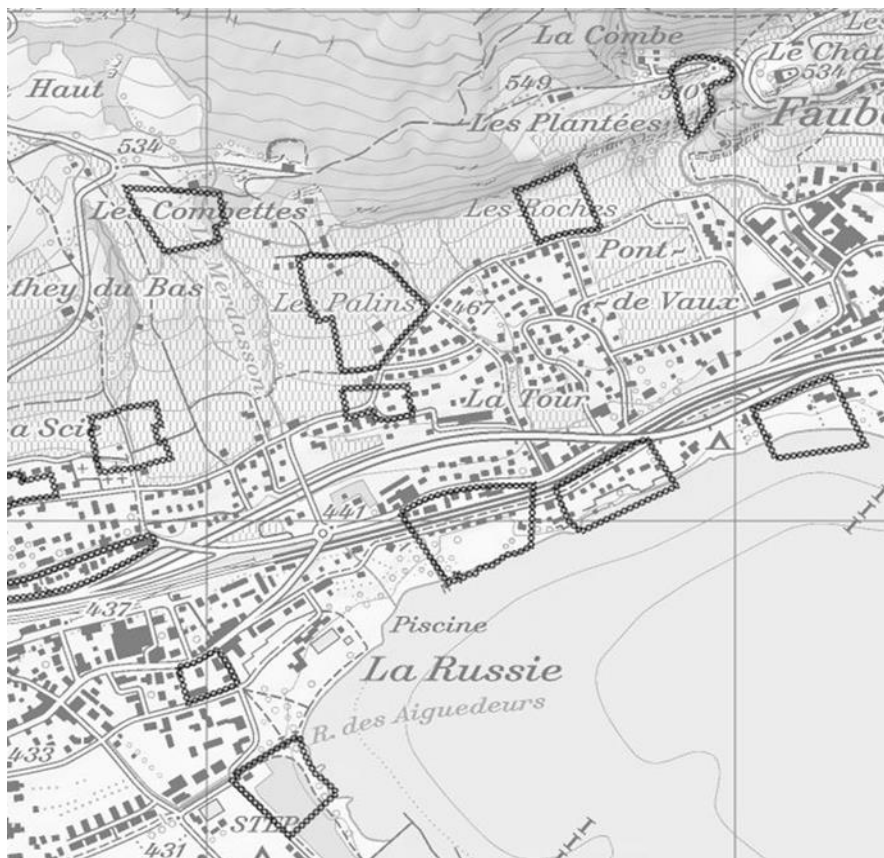 La Combe
Le Chât
534
549
Haut
Les Plantées
Faub
534
Les Combettes
Les Roches
Pont-
they du Bas
Merdasson
Les Palins
467
-de Vaux
La Tour
a Sci
441
437
Piscine
La Russie
R. des Aiguedeurs
433
STEP
431